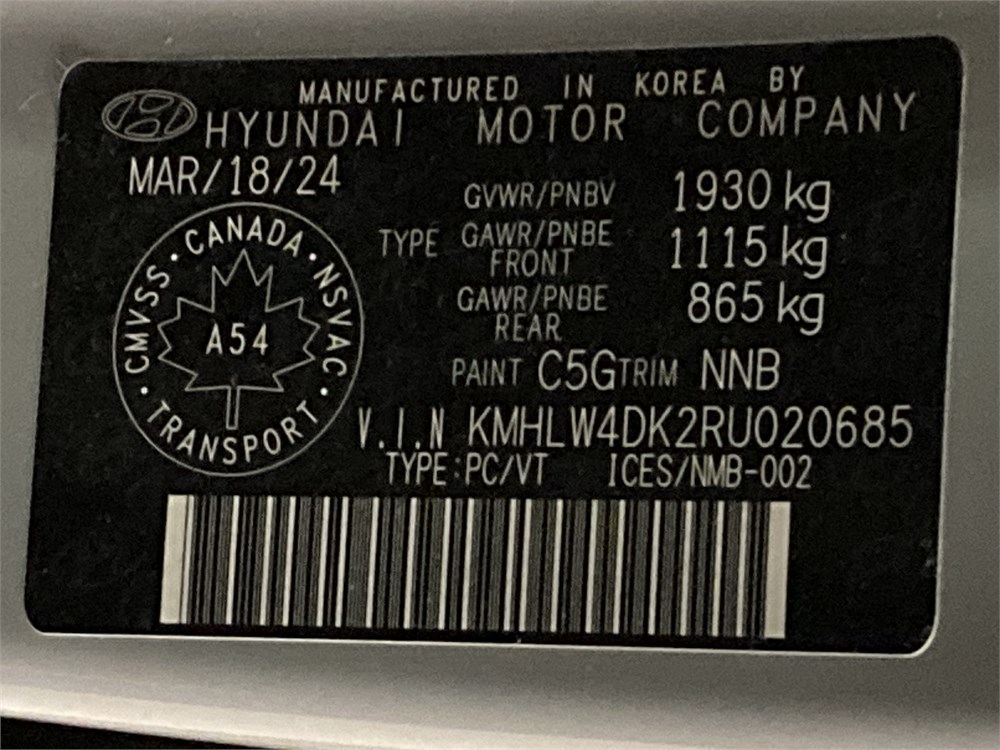 MANUFACTURED IN KOREA BY
HYUNDAI MOTOR COMPANY
MAR/18/24
GVWR/PNBV 1930 kg
TYPE GAWR/PNBE FRONT 1115 kg
GAWR/PNBE REAR 865 kg
PAINT C5G TRIM NNB
V.I.N KMHLW4DK2RU020685
TYPE:PC/VT ICES/NMB-002
CMVSS · CANADA · NSVAC · TRANSPORT ·
A54